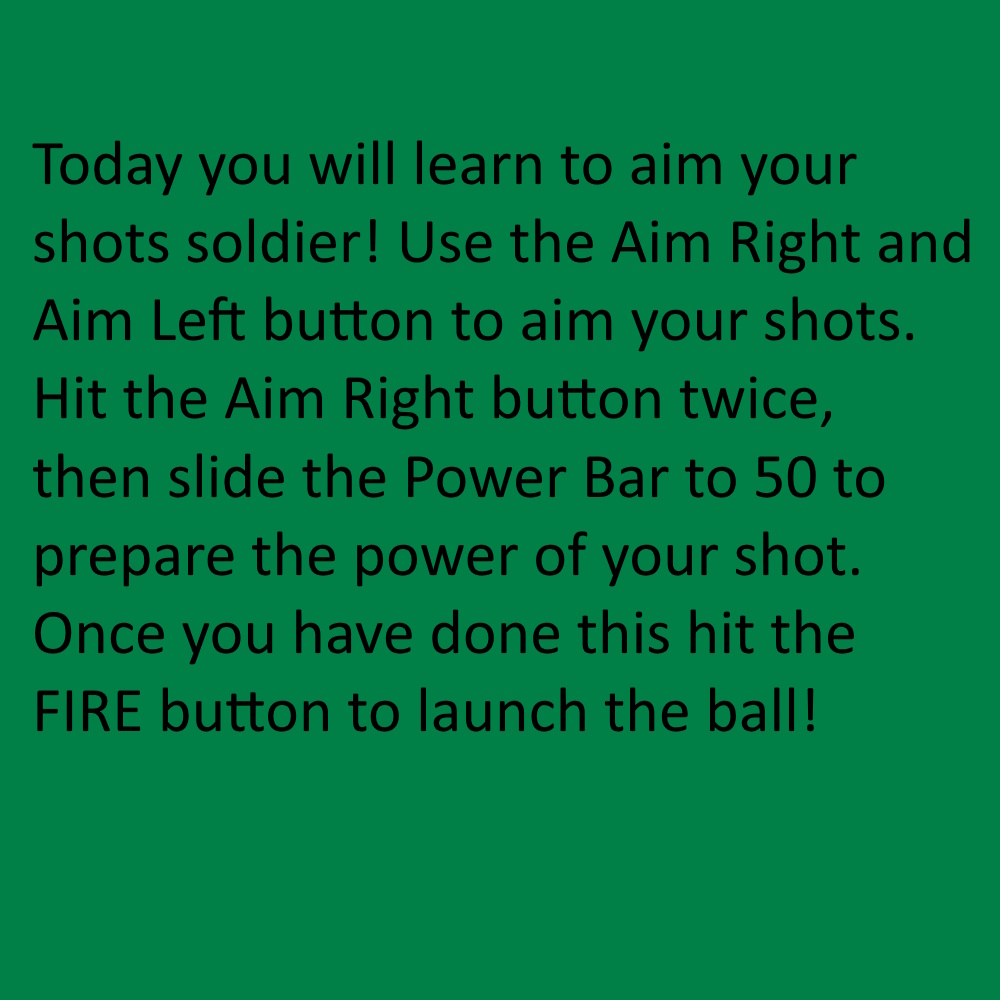 Today you will learn to aim your
shots soldier! Use the Aim Right and
Aim Left button to aim your shots.
Hit the Aim Right button twice,
then slide the Power Bar to 50 to
prepare the power of your shot.
Once you have done this hit the
FIRE button to launch the ball!